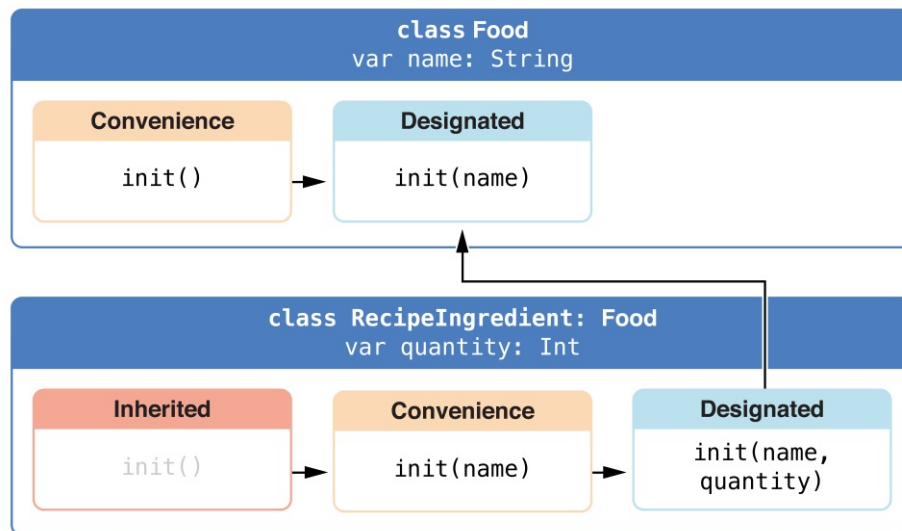 class Food
var name: String
Convenience
Designated
init()
init(name)
class RecipeIngredient: Food
var quantity: Int
Inherited
Convenience
Designated
init()
init(name)
init(name,
quantity)